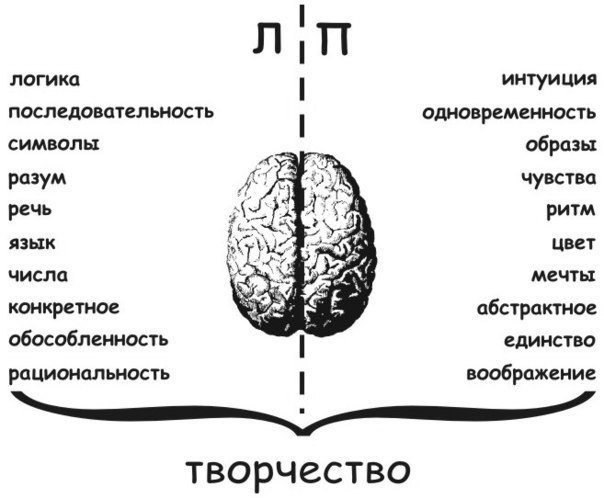 Л П
логика
последовательность
символы
разум
речь
язык
числа
конкретное
обособленность
рациональность
интуиция
одновременность
образы
чувства
ритм
цвет
мечты
абстрактное
единство
воображение
творчество